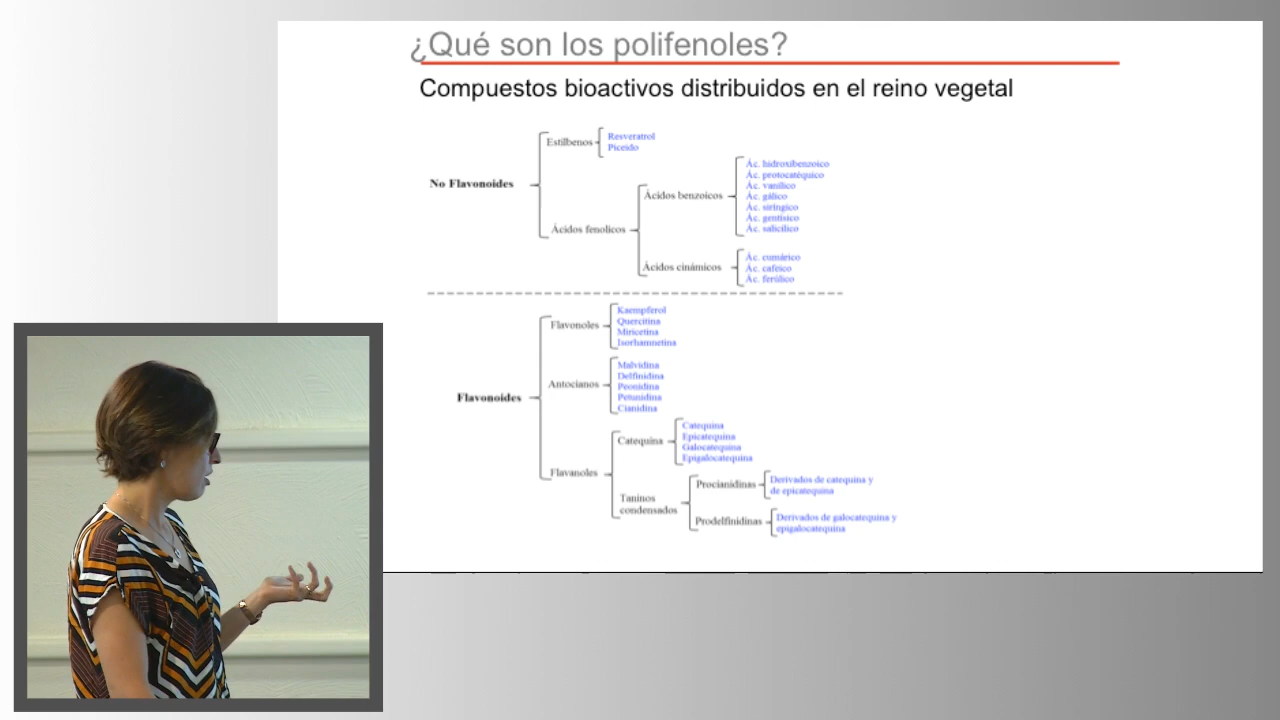 ¿Qué son los polifenoles?
Compuestos bioactivos distribuidos en el reino vegetal
No Flavonoides
Estilbenos
Resveratrol
Piceido
Ácidos fenolicos
Ácidos benzoicos
Ác. hidroxibenzoico
Ác. protocatéquico
Ác. vanílico
Ác. gálico
Ác. siríngico
Ác. gentísico
Ác. salicílico
Ácidos cinámicos
Ác. cumárico
Ác. cafeico
Ác. ferúlico
Flavonoides
Flavonoles
Kaempferol
Quercitina
Miricetina
Isorhamnetina
Antocianos
Malvidina
Delfinidina
Peonidina
Petunidina
Cianidina
Flavanoles
Catequina
Catequina
Epicatequina
Galocatequina
Epigalocatequina
Taninos
condensados
Procianidinas
Derivados de catequina y
de epicatequina
Prodelfinidinas
Derivados de galocatequina y
epigalocatequina